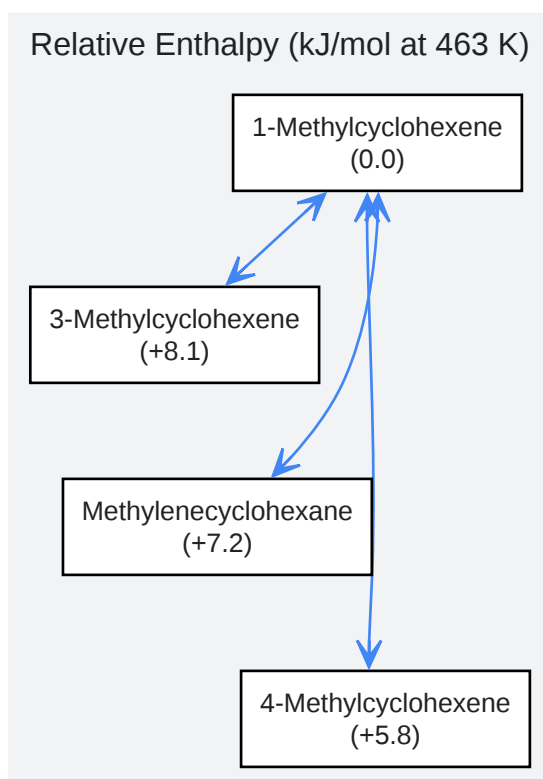 Relative Enthalpy (kJ/mol at 463 K)
1-Methylcyclohexene
(0.0)
3-Methylcyclohexene
(+8.1)
Methylenecyclohexane
(+7.2)
4-Methylcyclohexene
(+5.8)